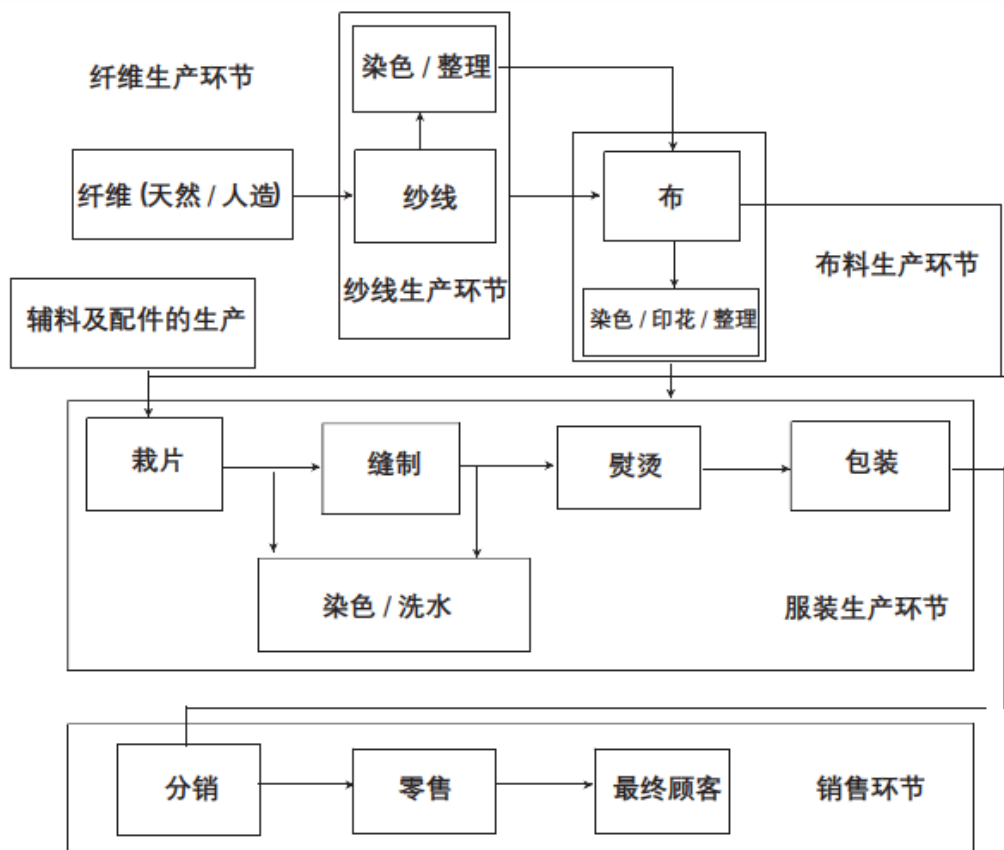 纤维生产环节
染色 / 整理
纤维 (天然 / 人造)
纱线
布
纱线生产环节
布料生产环节
辅料及配件的生产
染色 / 印花 / 整理
栽片
缝制
熨烫
包装
染色 / 洗水
服装生产环节
分销
零售
最终顾客
销售环节